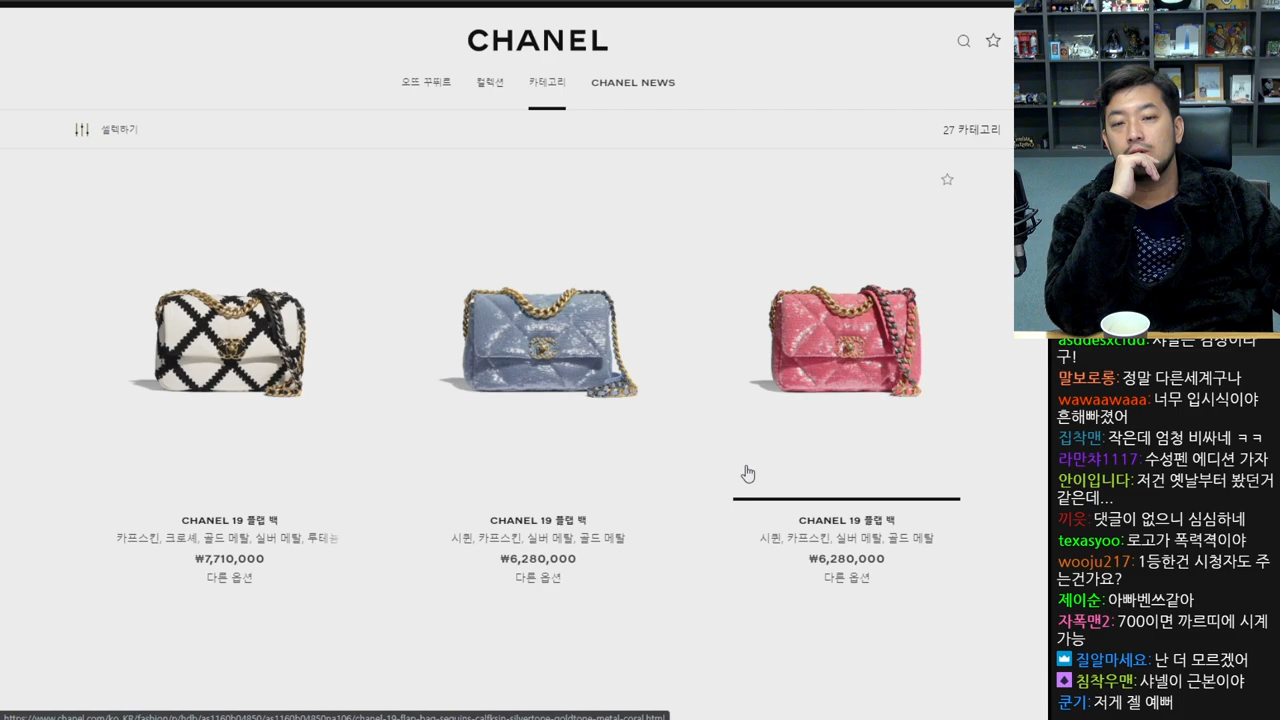 CHANEL
오뜨 꾸뛰르 컬렉션 카테고리 CHANEL NEWS
셀렉하기
27 카테고리
CHANEL 19 플랩 백
카프스킨, 크로셰, 골드 메탈, 실버 메탈, 루테늄
₩7,710,000
다른 옵션
CHANEL 19 플랩 백
시퀸, 카프스킨, 실버 메탈, 골드 메탈
₩6,280,000
다른 옵션
CHANEL 19 플랩 백
시퀸, 카프스킨, 실버 메탈, 골드 메탈
₩6,280,000
다른 옵션
구!
말보로롱: 정말 다른세계구나
wawaawaaa: 너무 입시식이야
흔해빠졌어
집착맨: 작은데 엄청 비싸네 ㅋㅋ
라만챠1117: 수성펜 에디션 가자
안이입니다: 저건 옛날부터 봤던거
같은데...
끼읏: 댓글이 없으니 심심하네
texasyoo: 로고가 폭력젹이야
wooju217: 1등한건 시청자도 주
는건가요?
제이순: 아빠벤쓰같아
자폭맨2: 700이면 까르띠에 시계
가능
질알마세요: 난 더 모르겠어
침착우맨: 샤넬이 근본이야
쿤기: 저게 젤 예뻐